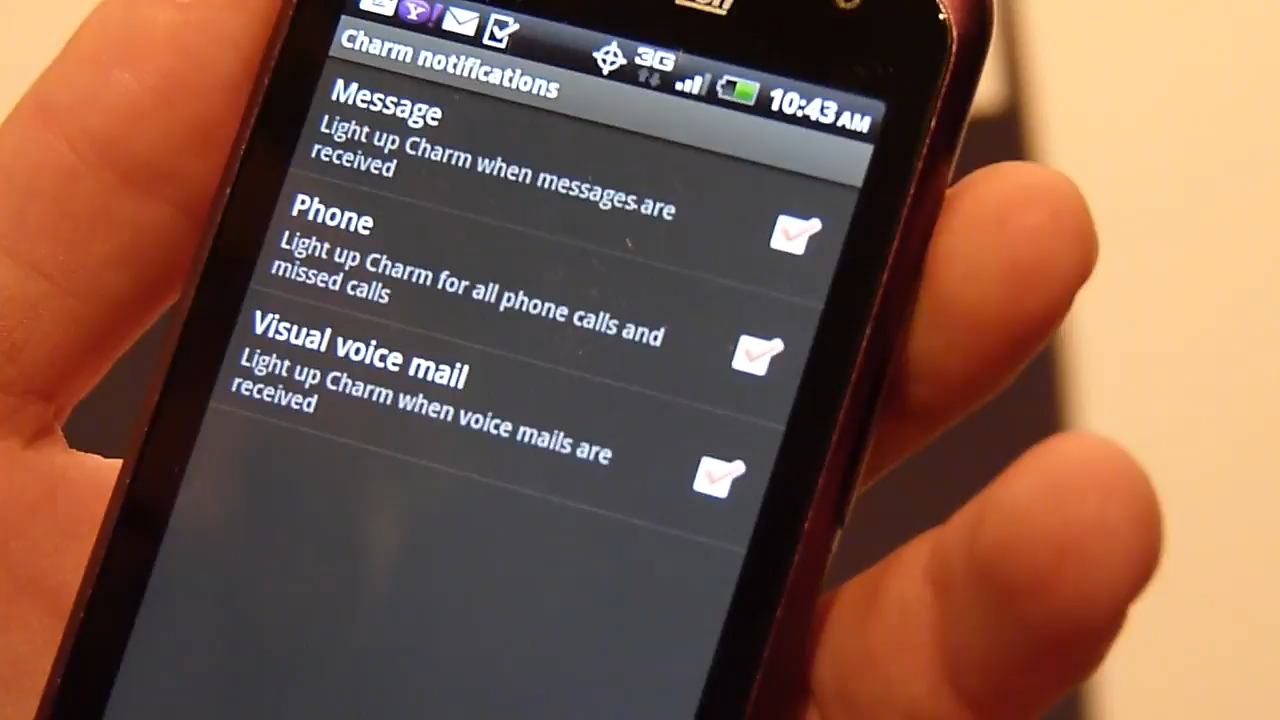 3G
10:43 AM
Charm notifications
Message
Light up Charm when messages are
received
Phone
Light up Charm for all phone calls and
missed calls
Visual voice mail
Light up Charm when voice mails are
received